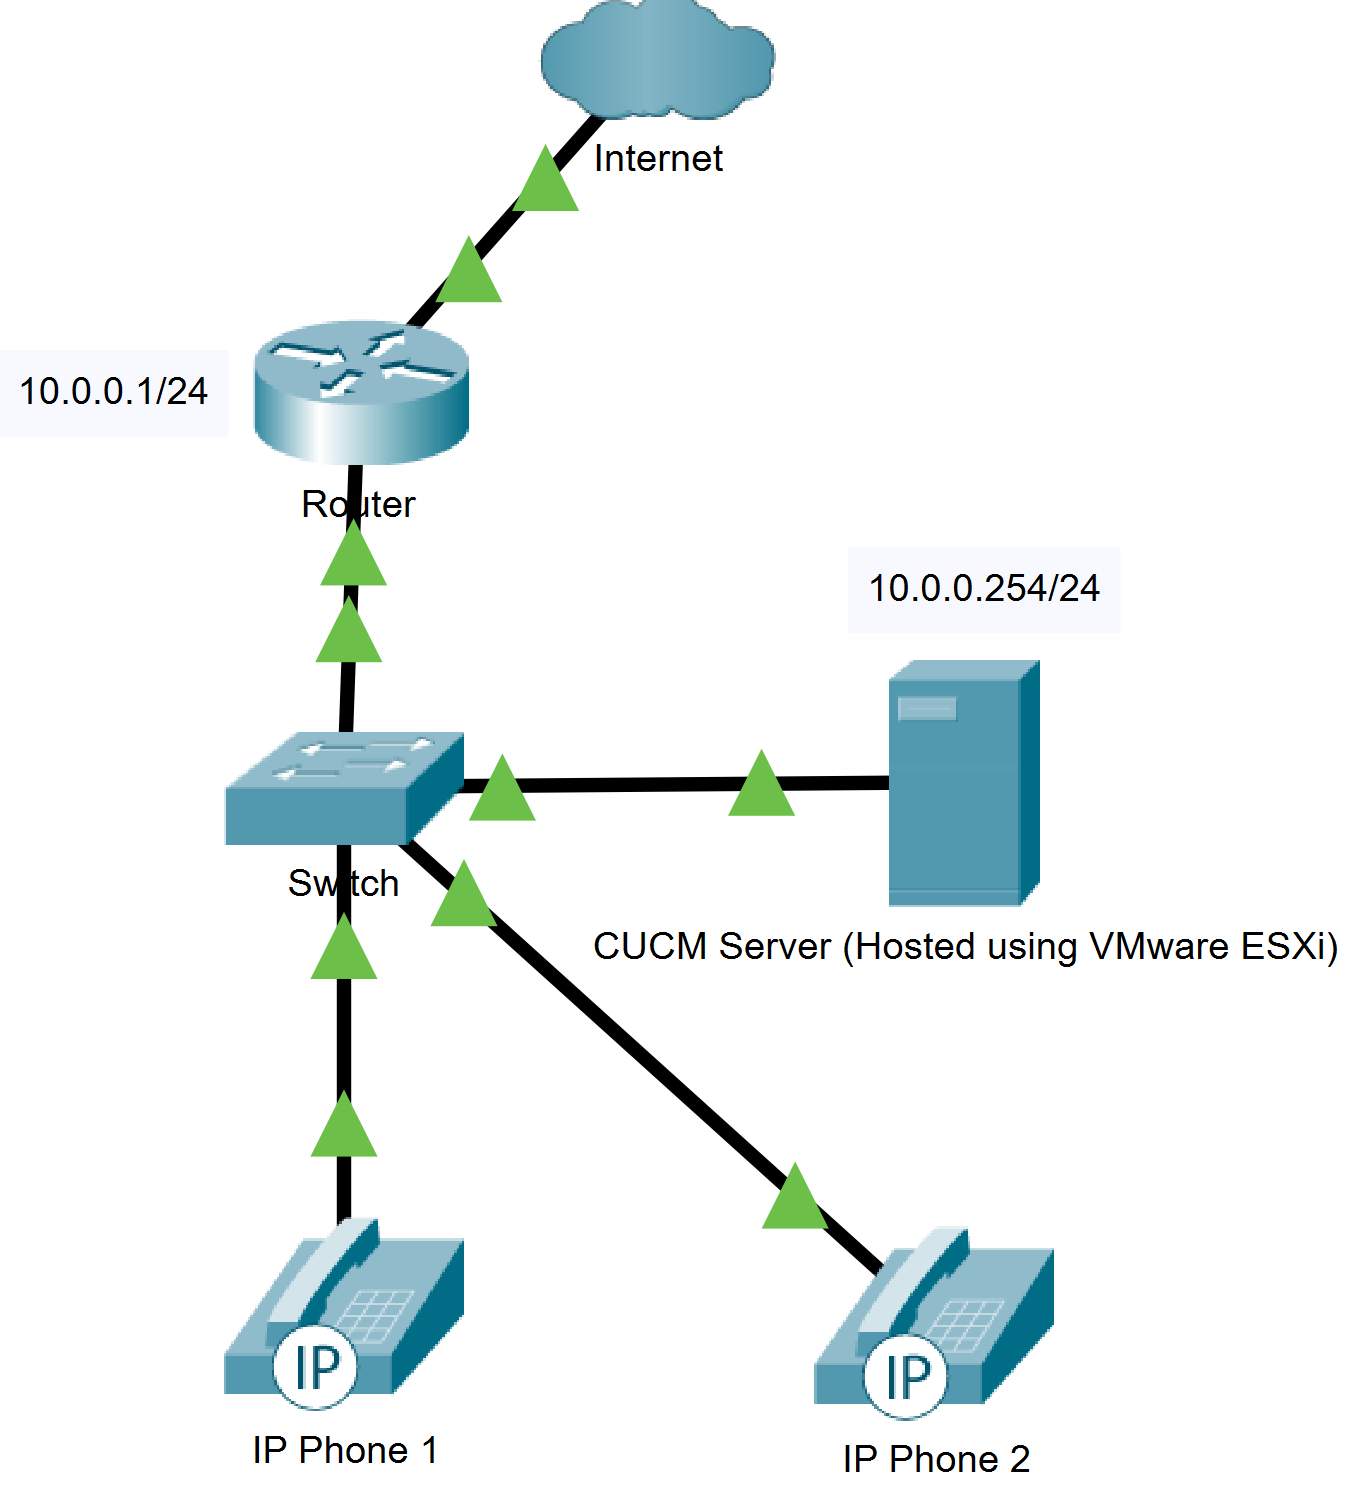 Internet
10.0.0.1/24
Router
10.0.0.254/24
Switch
CUCM Server (Hosted using VMware ESXi)
IP
IP
IP Phone 1
IP Phone 2